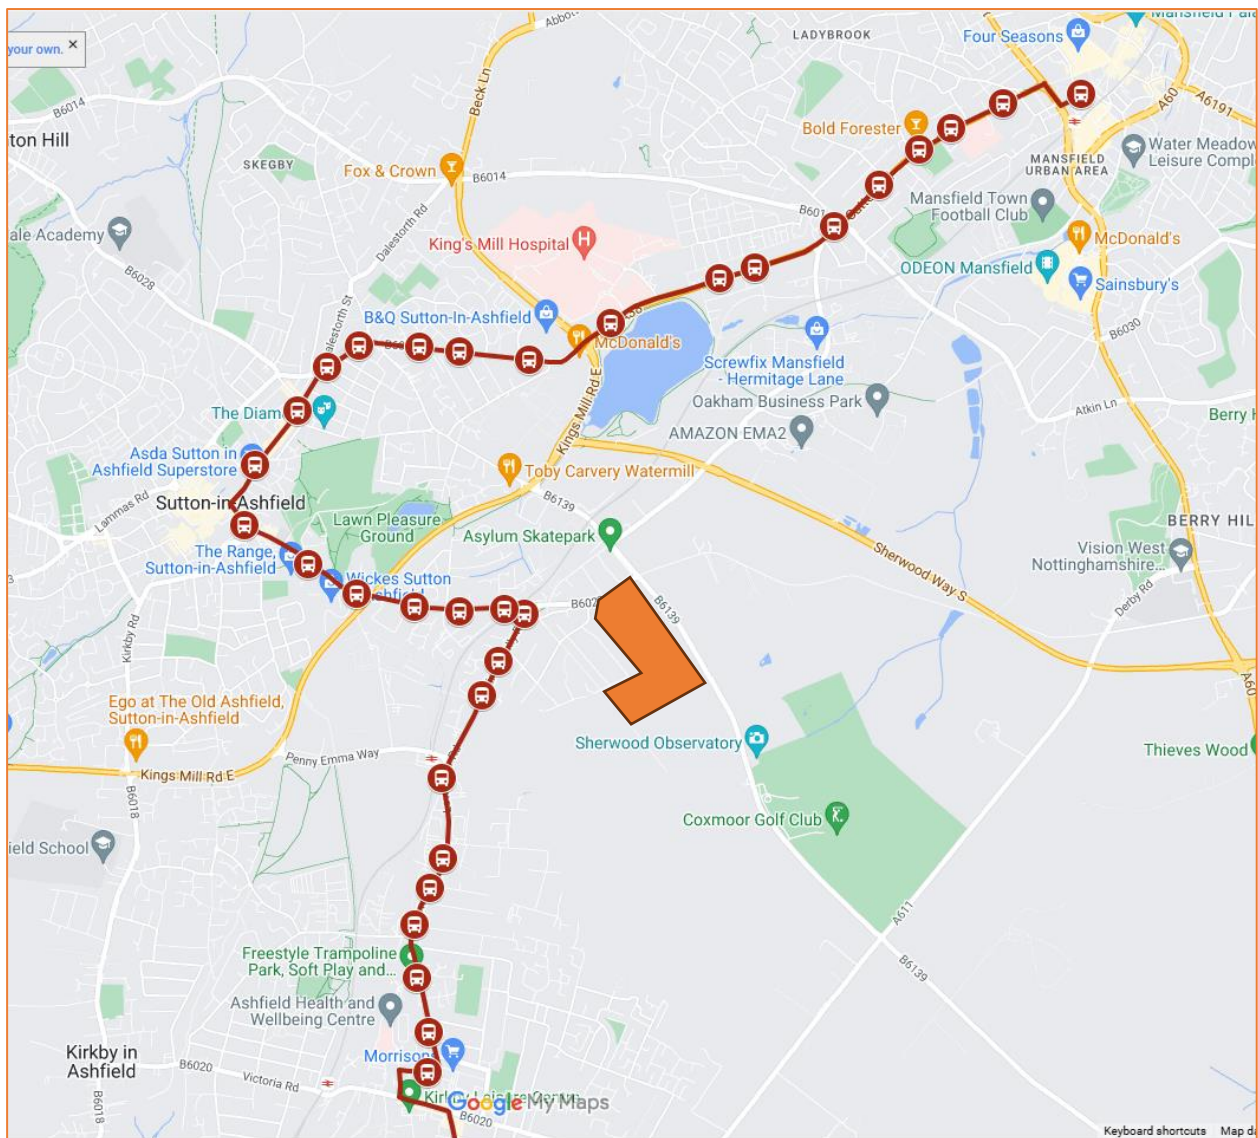 Mansfield Pal
Abbott
LADYBROOK
Four Seasons
your own. ×
Beck Ln
A60
A6191
B6014
Bold Forester
ton Hill
SKEGBY
Fox & Crown
B6014
MANSFIELD
URBAN AREA
Water Meadow
Leisure Compl
Dalestorth Rd
Mansfield Town
Football Club
ale Academy
King's Mill Hospital
McDonald's
B6028
ODEON Mansfield
Sainsbury's
B&Q Sutton-In-Ashfield
McDonald's
B6030
Screwfix Mansfield
- Hermitage Lane
Oakham Business Park
Kings Mill Rd E
The Diam
Atkin Ln
Berry H
AMAZON EMA2
Asda Sutton in
Ashfield Superstore
Toby Carvery Watermill
Lammas Rd
Sutton-in-Ashfield
B6139
Lawn Pleasure
Ground
Asylum Skatepark
BERRY HIL
The Range,
Sutton-in-Ashfield
Sherwood Way S
Vision West
Nottinghamshire...
Wickes Sutton
shfield
B6139
Derby Rd
Kirkby Rd
A60
Ego at The Old Ashfield,
Sutton-in-Ashfield
Sherwood Observatory
Thieves Wood
Penny Emma Way
Kings Mill Rd E
B6018
Coxmoor Golf Club
ield School
A611
Freestyle Trampoline
Park, Soft Play and...
B6139
Ashfield Health and
Wellbeing Centre
Kirkby in
Ashfield
B6020
Morrisons
Victoria Rd
B6018
Google My Maps
B6020
Keyboard shortcuts
Map d